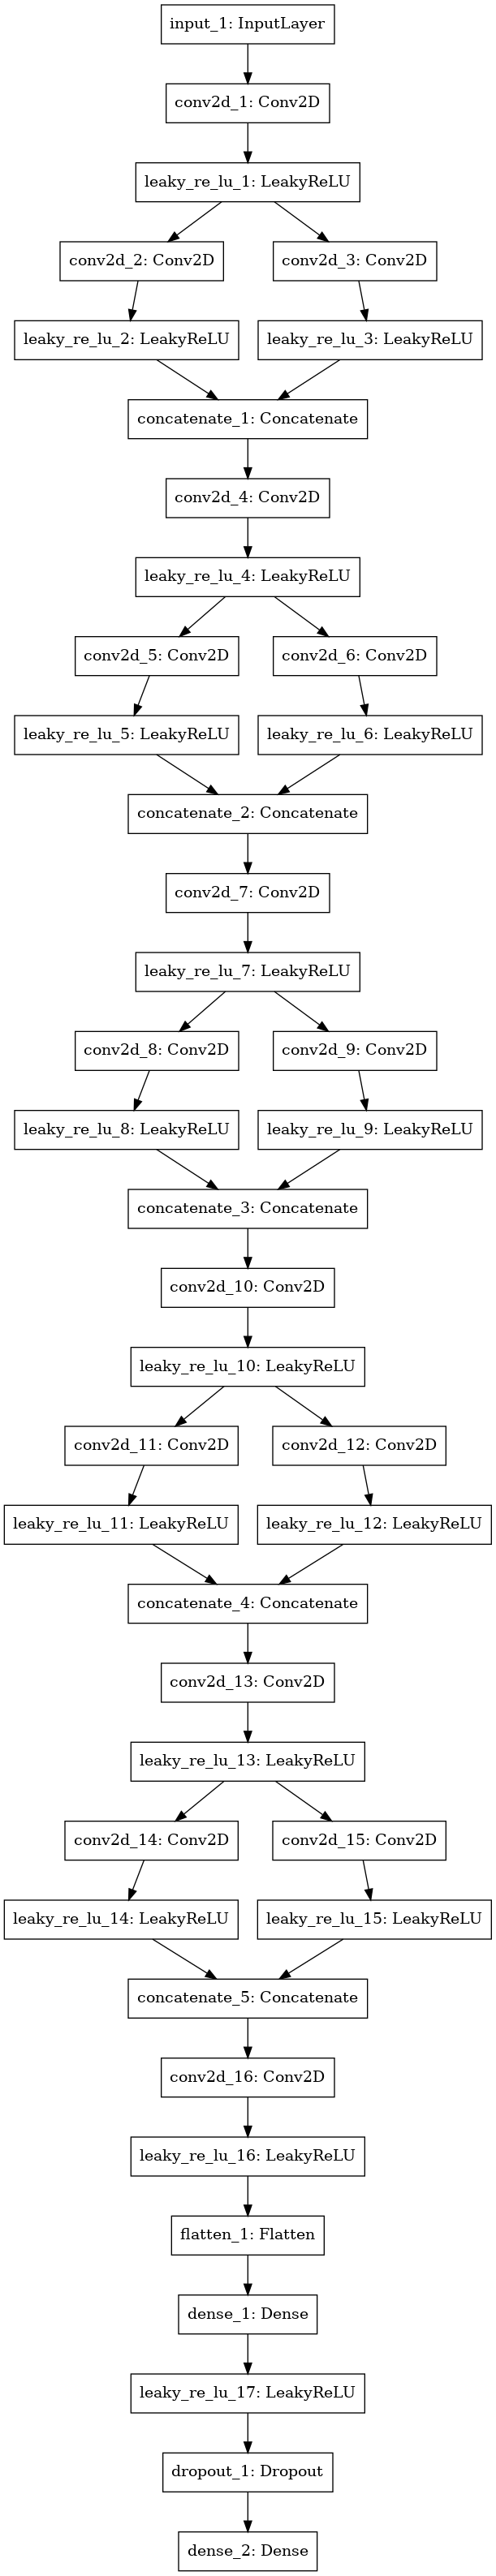 input_1: InputLayer
conv2d_1: Conv2D
leaky_re_lu_1: LeakyReLU
conv2d_2: Conv2D
conv2d_3: Conv2D
leaky_re_lu_2: LeakyReLU
leaky_re_lu_3: LeakyReLU
concatenate_1: Concatenate
conv2d_4: Conv2D
leaky_re_lu_4: LeakyReLU
conv2d_5: Conv2D
conv2d_6: Conv2D
leaky_re_lu_5: LeakyReLU
leaky_re_lu_6: LeakyReLU
concatenate_2: Concatenate
conv2d_7: Conv2D
leaky_re_lu_7: LeakyReLU
conv2d_8: Conv2D
conv2d_9: Conv2D
leaky_re_lu_8: LeakyReLU
leaky_re_lu_9: LeakyReLU
concatenate_3: Concatenate
conv2d_10: Conv2D
leaky_re_lu_10: LeakyReLU
conv2d_11: Conv2D
conv2d_12: Conv2D
leaky_re_lu_11: LeakyReLU
leaky_re_lu_12: LeakyReLU
concatenate_4: Concatenate
conv2d_13: Conv2D
leaky_re_lu_13: LeakyReLU
conv2d_14: Conv2D
conv2d_15: Conv2D
leaky_re_lu_14: LeakyReLU
leaky_re_lu_15: LeakyReLU
concatenate_5: Concatenate
conv2d_16: Conv2D
leaky_re_lu_16: LeakyReLU
flatten_1: Flatten
dense_1: Dense
leaky_re_lu_17: LeakyReLU
dropout_1: Dropout
dense_2: Dense